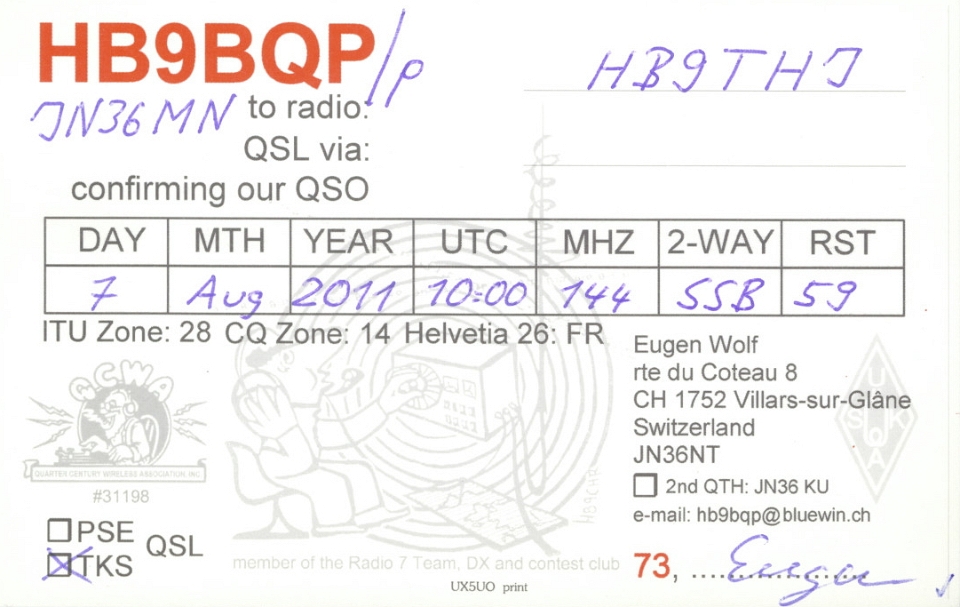 HB9BQP/p
HB9THJ
JN36MN to radio:
QSL via:
confirming our QSO
DAY MTH YEAR UTC MHZ 2-WAY RST
7 Aug 2011 10:00 144 SSB 59
ITU Zone: 28 CQ Zone: 14 Helvetia 26: FR
Eugen Wolf
rte du Coteau 8
CH 1752 Villars-sur-Glâne
Switzerland
JN36NT
2nd QTH: JN36 KU
e-mail: hb9bqp@bluewin.ch
QCWA
QUARTER CENTURY WIRELESS ASSOCIATION, INC
#31198
USKA
PSE
TKS
QSL
member of the Radio 7 Team, DX and contest club
73, Eugen
UX5UO print